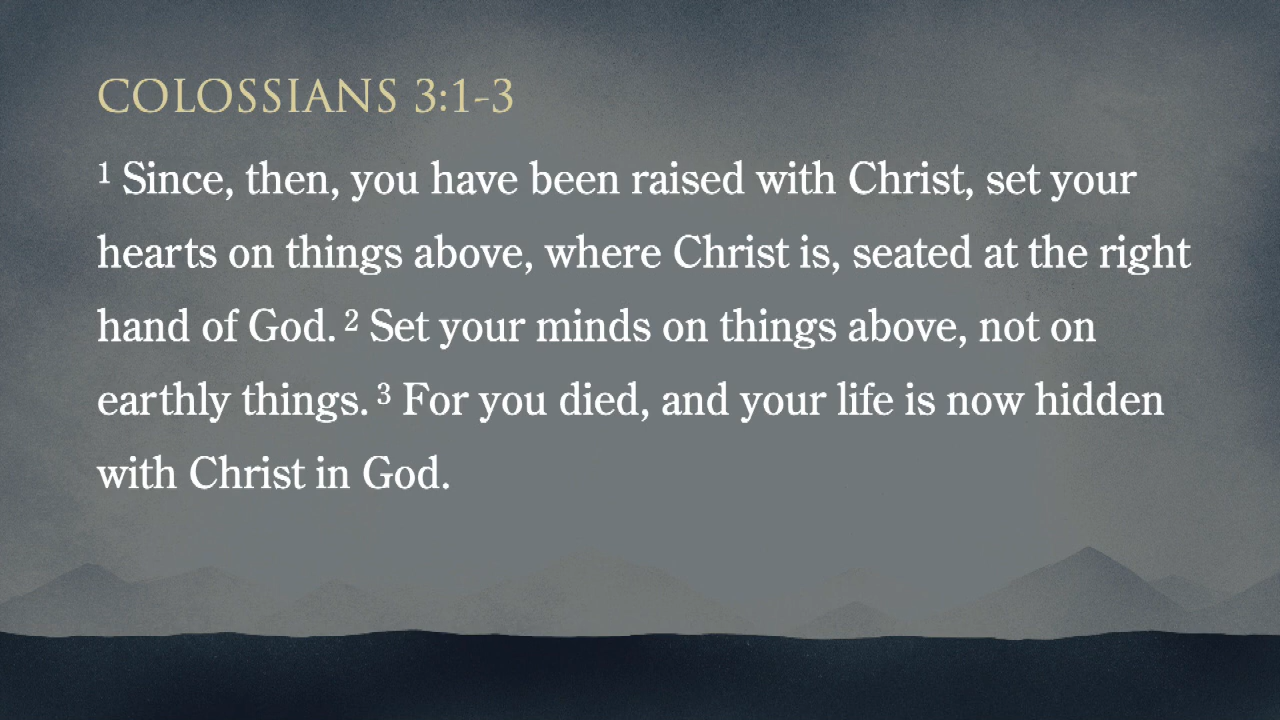 COLOSSIANS 3:1-3
1 Since, then, you have been raised with Christ, set your
hearts on things above, where Christ is, seated at the right
hand of God. 2 Set your minds on things above, not on
earthly things. 3 For you died, and your life is now hidden
with Christ in God.